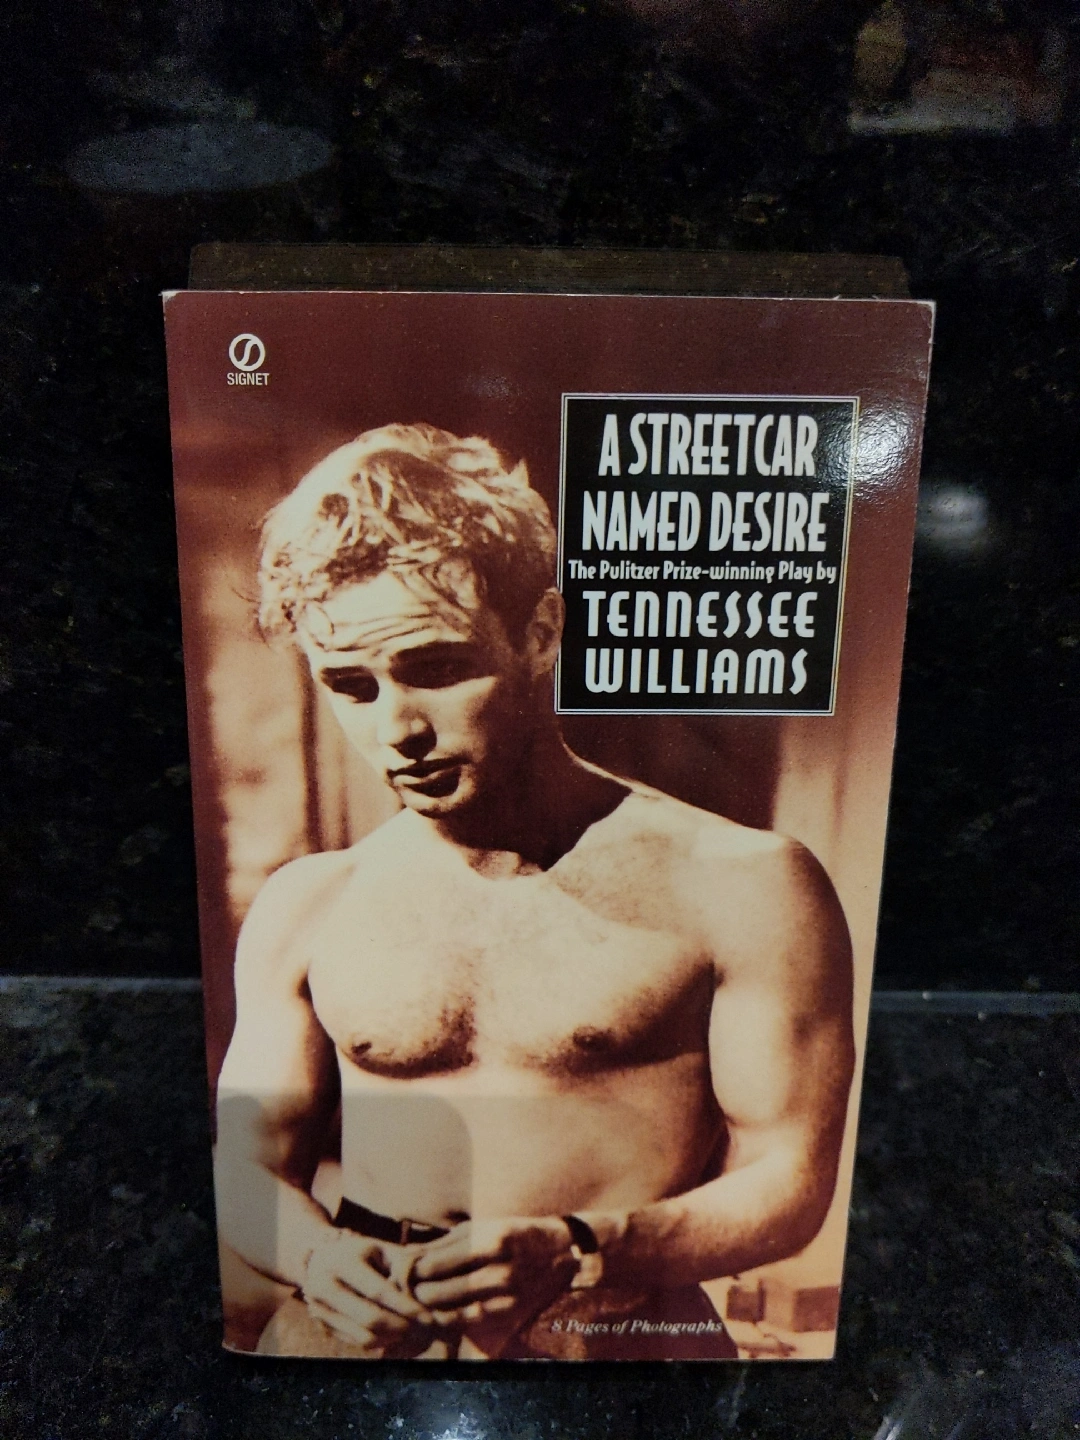 SIGNET
A STREETCAR
NAMED DESIRE
The Pulitzer Prize-winning Play by
TENNESSEE
WILLIAMS
8 Pages of Photographs